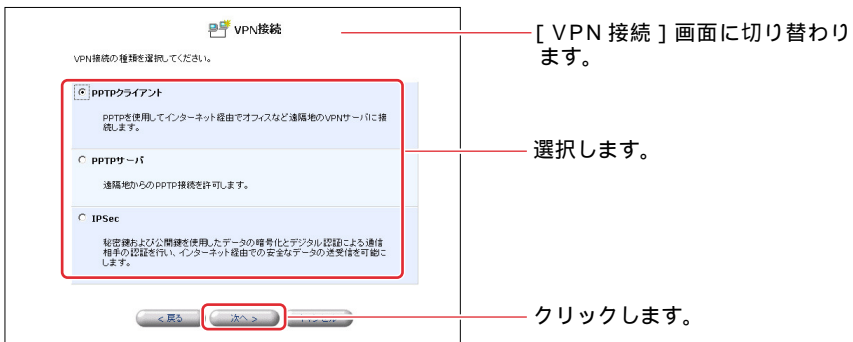 VPN接続
[ VPN 接続 ] 画面に切り替わり
ます。
VPN接続の種類を選択してください。
PPTPクライアント
PPTPを使用してインターネット経由でオフィスなど遠隔地のVPNサーバに接
続します。
選択します。
PPTPサーバ
遠隔地からのPPTP接続を許可します。
IPSec
秘密鍵および公開鍵を使用したデータの暗号化とデジタル認証による通信
相手の認証を行い、インターネット経由での安全なデータの送受信を可能に
します。
< 戻る
次へ >
クリックします。